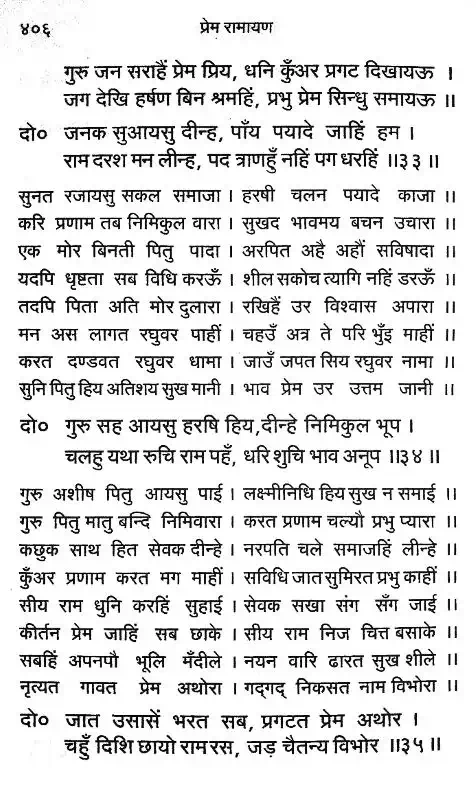 ४०६ प्रेम रामायण
गुरु जन सराहैं प्रेम प्रिय, धनि कुँअर प्रगट दिखायऊ ।
जग देखि हर्षण बिन श्रमहिं, प्रभु प्रेम सिन्धु समायऊ ॥
दो० जनक सुआयसु दीन्ह, पाँय पयादे जाहिं हम ।
राम दरश मन लीन्ह, पद त्राणहुँ नहिं पग धरहिं ॥३३॥
सुनत रजायसु सकल समाजा । हरषी चलन पयादे काजा ॥
करि प्रणाम तब निमिकुल वारा । सुखद भावमय बचन उचारा ॥
एक मोर बिनती पितु पादा । अरपित अहै अहौं सविषादा ॥
यदपि धृष्टता सब विधि करऊँ । शील सकोच त्यागि नहिं डरऊँ ॥
तदपि पिता अति मोर दुलारा । रखिहैं उर विश्वास अपारा ॥
मन अस लागत रघुवर पाहीं । चहउँ अत्र ते परि भुँइ माहीं ॥
करत दण्डवत रघुवर धामा । जाउँ जपत सिय रघुवर नामा ॥
सुनि पितु हिय अतिशय सुख मानी । भाव प्रेम उर उत्तम जानी ॥
दो० गुरु सह आयसु हरषि हिय,दीन्हे निमिकुल भूप ।
चलहु यथा रुचि राम पहँ, धरि शुचि भाव अनूप ॥३४॥
गुरु अशीष पितु आयसु पाई । लक्ष्मीनिधि हिय सुख न समाई ॥
गुरु पितु मातु बन्दि निमिवारा । करत प्रणाम चल्यौ प्रभु प्यारा ॥
कछुक साथ हित सेवक दीन्हे । नरपति चले समाजहिं लीन्हे ॥
कुँअर प्रणाम करत मग माहीं । सविधि जात सुमिरत प्रभु काहीं ॥
सीय राम धुनि करहिं सुहाई । सेवक सखा संग सँग जाई ॥
कीर्तन प्रेम जाहिं सब छाके । सीय राम निज चित्त बसाके ॥
सबहिं अपनपौ भूलि मँदीले । नयन वारि ढारत सुख शीले ॥
नृत्यत गावत प्रेम अथोरा । गद्‌गद् निकसत नाम विभोरा ॥
दो० जात उसासें भरत सब, प्रगटत प्रेम अथोर ।
चहुँ दिशि छायो रामरस, जड़ चैतन्य विभोर ॥३५॥